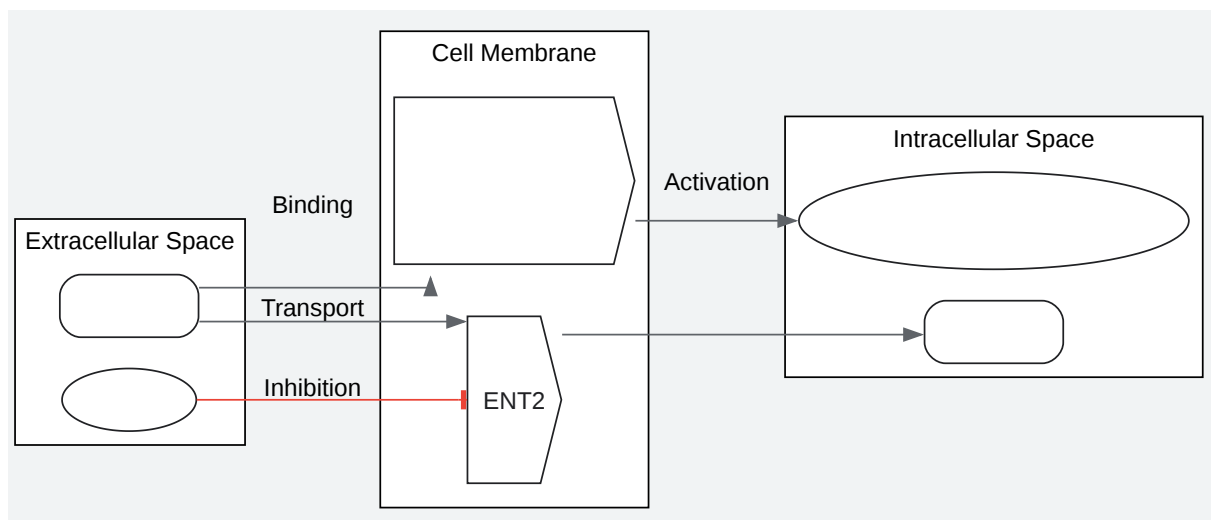 Cell Membrane
Intracellular Space
Activation
Binding
Extracellular Space
Transport
Inhibition
ENT2